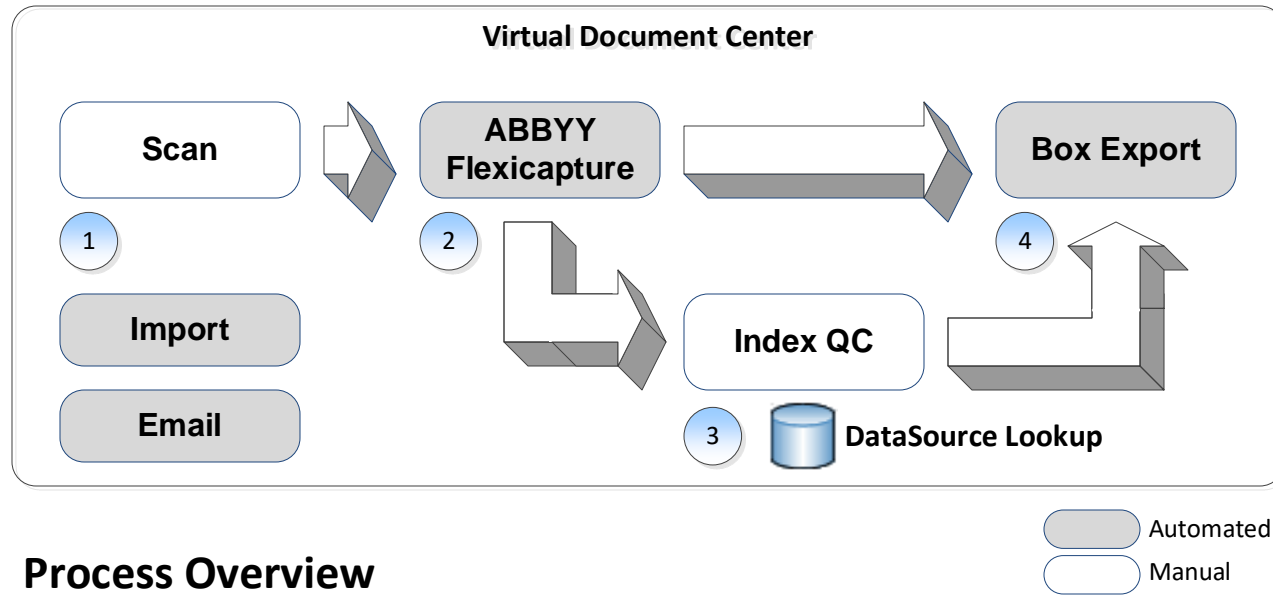 Virtual Document Center
Scan
ABBYY
Flexicapture
Box Export
1
2
4
Import
Index QC
Email
3
DataSource Lookup
Automated
Manual
Process Overview